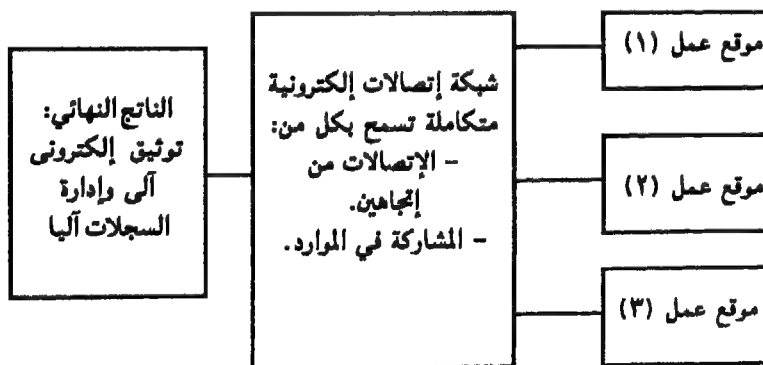 موقع عمل (١)
موقع عمل (٢)
موقع عمل (٣)
شبكة إتصالات إلكترونية
متكاملة تسمح بكل من:
- الإتصالات من
إتجاهين.
- المشاركة في الموارد.
الناتج النهائي:
توثيق إلكترونى
آلى وإدارة
السجلات آليا